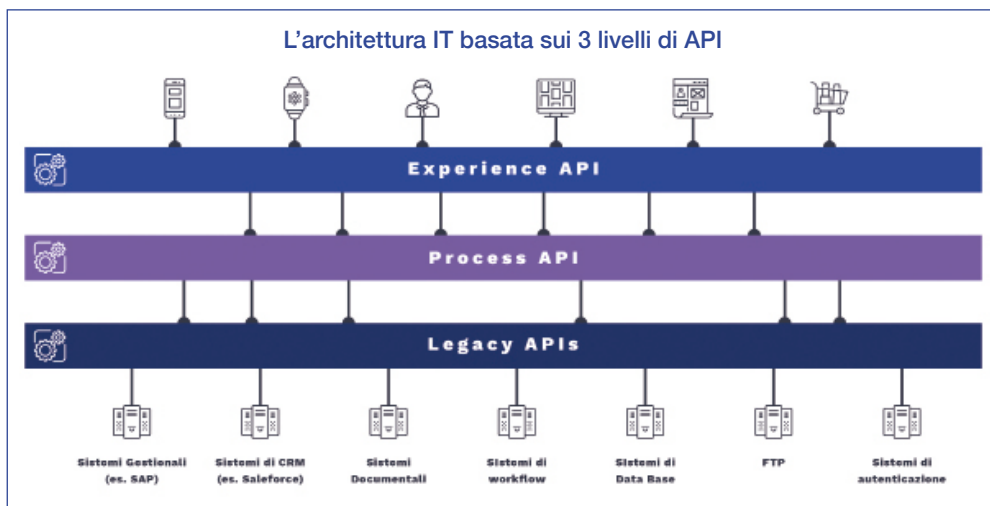 L'architettura IT basata sui 3 livelli di API
Experience API
Process API
Legacy APIs
Sistemi Gestionali
(es. SAP)
Sistemi di CRM
(es. Saleforce)
Sistemi
Documentali
Sistemi di
workflow
Sistemi di
Data Base
FTP
Sistemi di
autenticazione